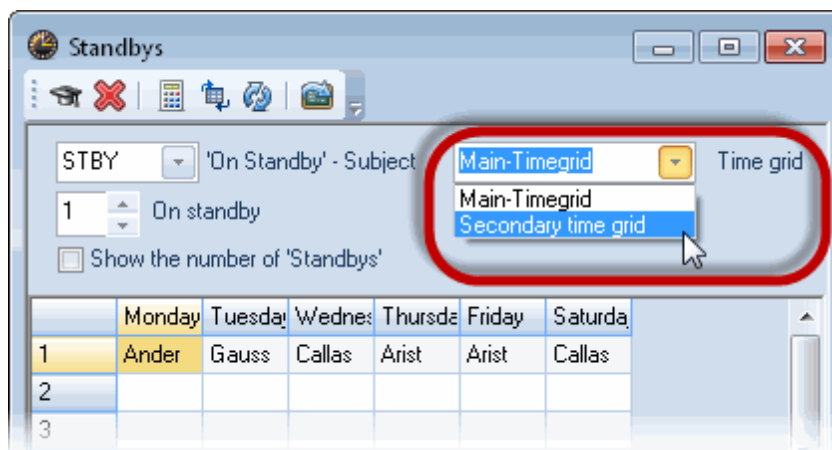 Standbys
STBY 'On Standby' - Subject Main-Timegrid Time grid
Main-Timegrid
1 On standby
Secondary time grid
Show the number of 'Standbys'
Monday Tuesday Wednes Thursda Friday Saturda
1 Ander Gauss Callas Arist Arist Callas
2
3